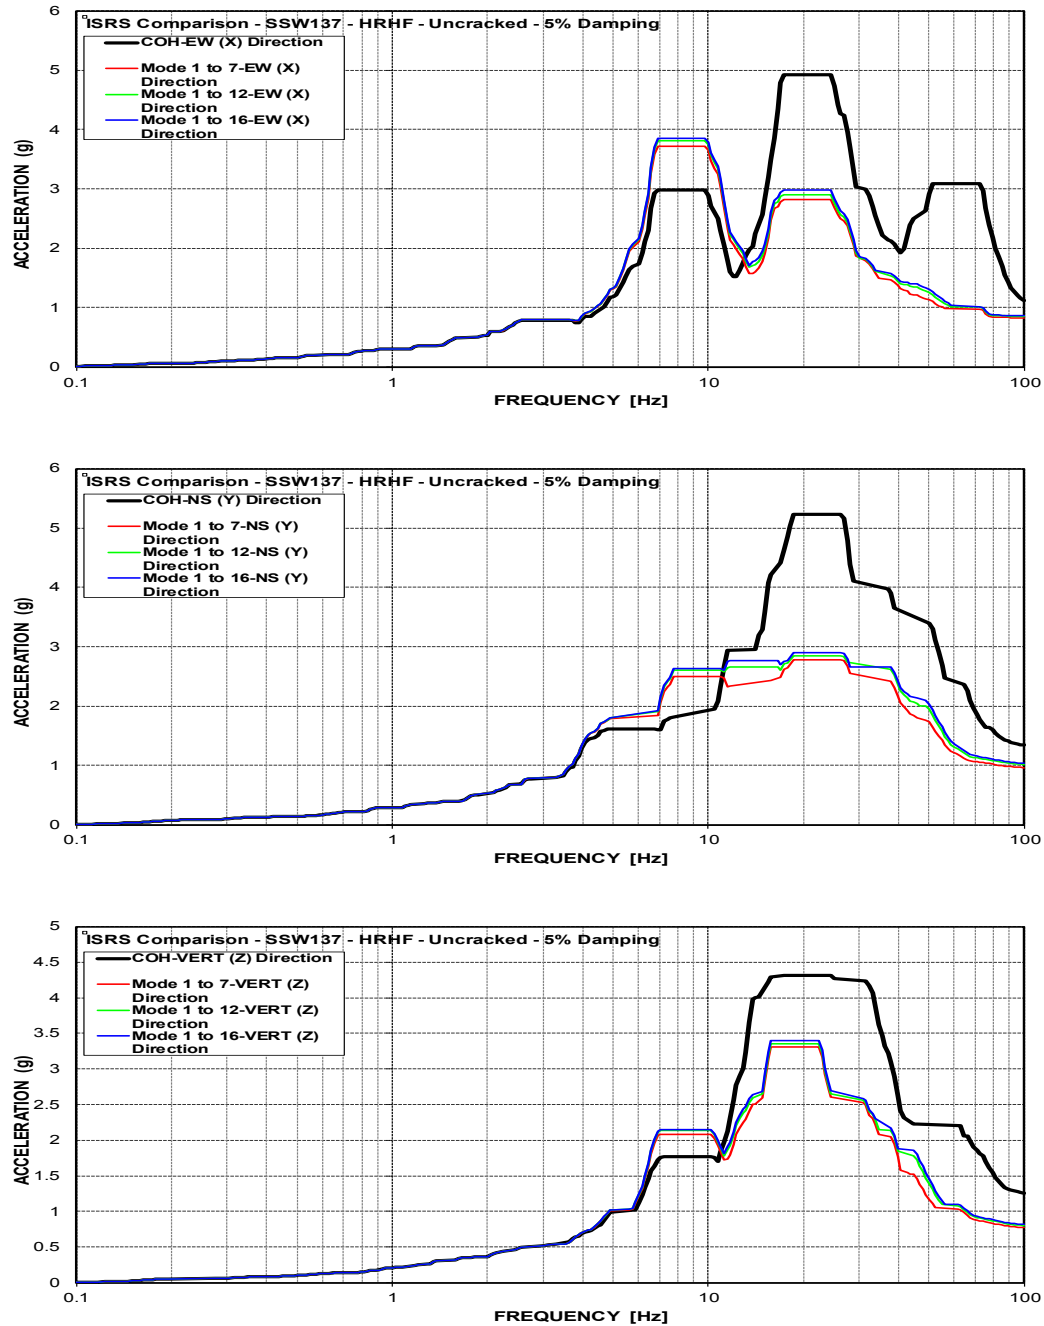 ISRS Comparison - SSW137 - HRHF - Uncracked - 5% Damping
COH-EW (X) Direction
Mode 1 to 7-EW (X)
Direction
Mode 1 to 12-EW (X)
Direction
Mode 1 to 16-EW (X)
Direction
ACCELERATION (g)
6
5
4
3
2
1
0
0.1
1
10
100
FREQUENCY [Hz]
ISRS Comparison - SSW137 - HRHF - Uncracked - 5% Damping
COH-NS (Y) Direction
Mode 1 to 7-NS (Y)
Direction
Mode 1 to 12-NS (Y)
Direction
Mode 1 to 16-NS (Y)
Direction
ACCELERATION (g)
6
5
4
3
2
1
0
0.1
1
10
100
FREQUENCY [Hz]
ISRS Comparison - SSW137 - HRHF - Uncracked - 5% Damping
COH-VERT (Z) Direction
Mode 1 to 7-VERT (Z)
Direction
Mode 1 to 12-VERT (Z)
Direction
Mode 1 to 16-VERT (Z)
Direction
ACCELERATION (g)
5
4.5
4
3.5
3
2.5
2
1.5
1
0.5
0
0.1
1
10
100
FREQUENCY [Hz]